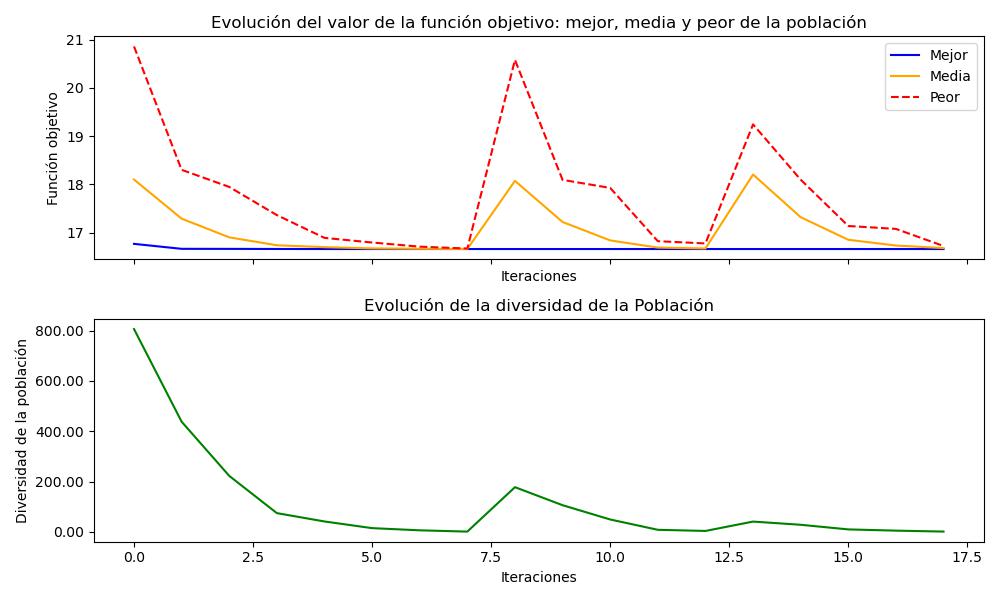 Evolución del valor de la función objetivo: mejor, media y peor de la población
Función objetivo
21
20
19
18
17
Mejor
Media
Peor
Iteraciones
Evolución de la diversidad de la Población
Diversidad de la población
800.00
600.00
400.00
200.00
0.00
0.0 2.5 5.0 7.5 10.0 12.5 15.0 17.5
Iteraciones